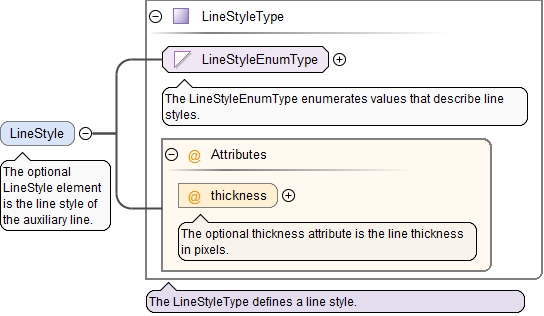 LineStyleType
LineStyleEnumType
The LineStyleEnumType enumerates values that describe line
styles.
LineStyle
The optional
LineStyle element
is the line style of
the auxiliary line.
@ Attributes
@ thickness
The optional thickness attribute is the line thickness
in pixels.
The LineStyleType defines a line style.